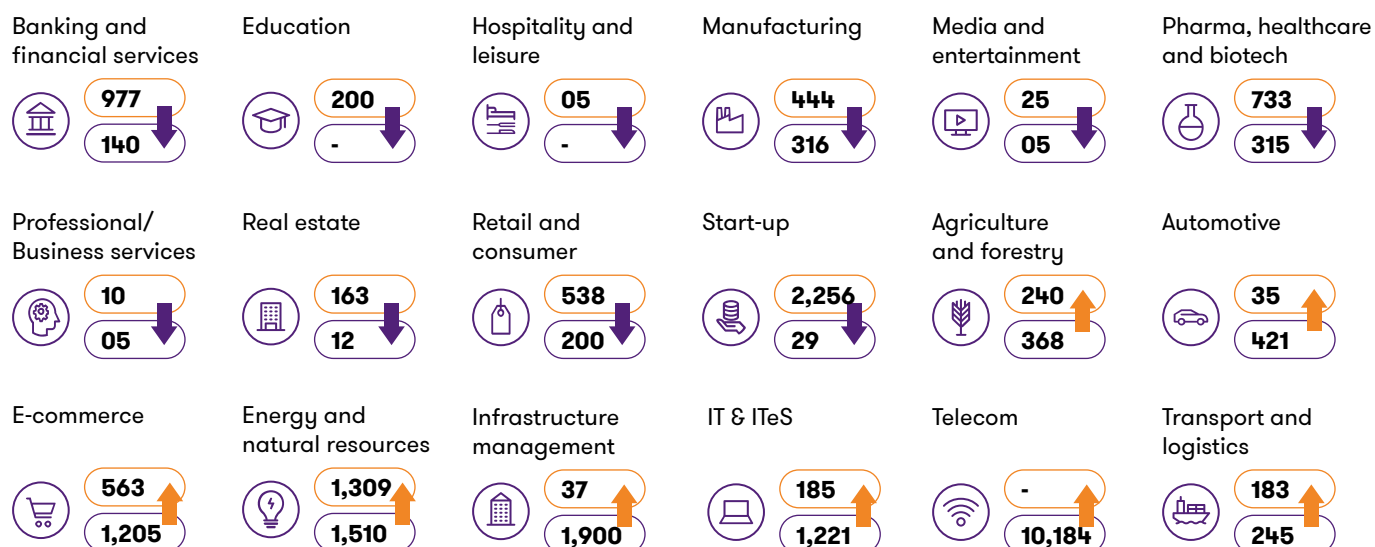 Banking and
financial services
977
140
Education
200
-
Hospitality and
leisure
05
-
Manufacturing
444
316
Media and
entertainment
25
05
Pharma, healthcare
and biotech
733
315
Professional/
Business services
10
05
Real estate
163
12
Retail and
consumer
538
200
Start-up
2,256
29
Agriculture
and forestry
240
368
Automotive
35
421
E-commerce
563
1,205
Energy and
natural resources
1,309
1,510
Infrastructure
management
37
1,900
IT & ITeS
185
1,221
Telecom
-
10,184
Transport and
logistics
183
245